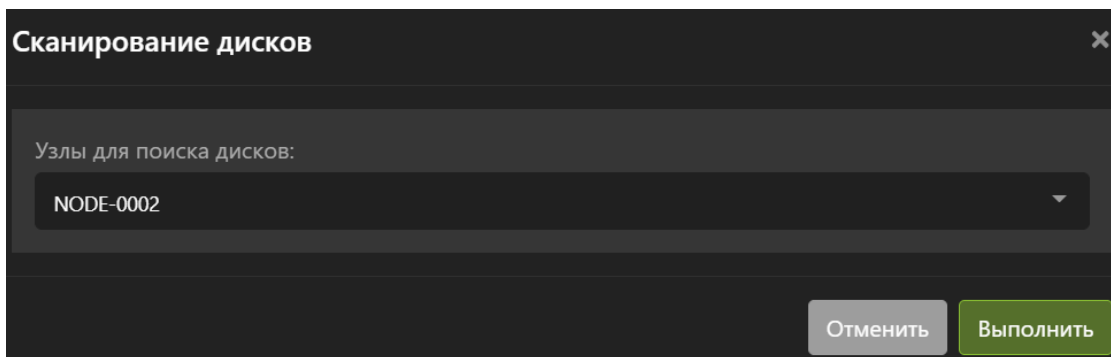 Сканирование дисков
Узлы для поиска дисков:
NODE-0002
Отменить
Выполнить